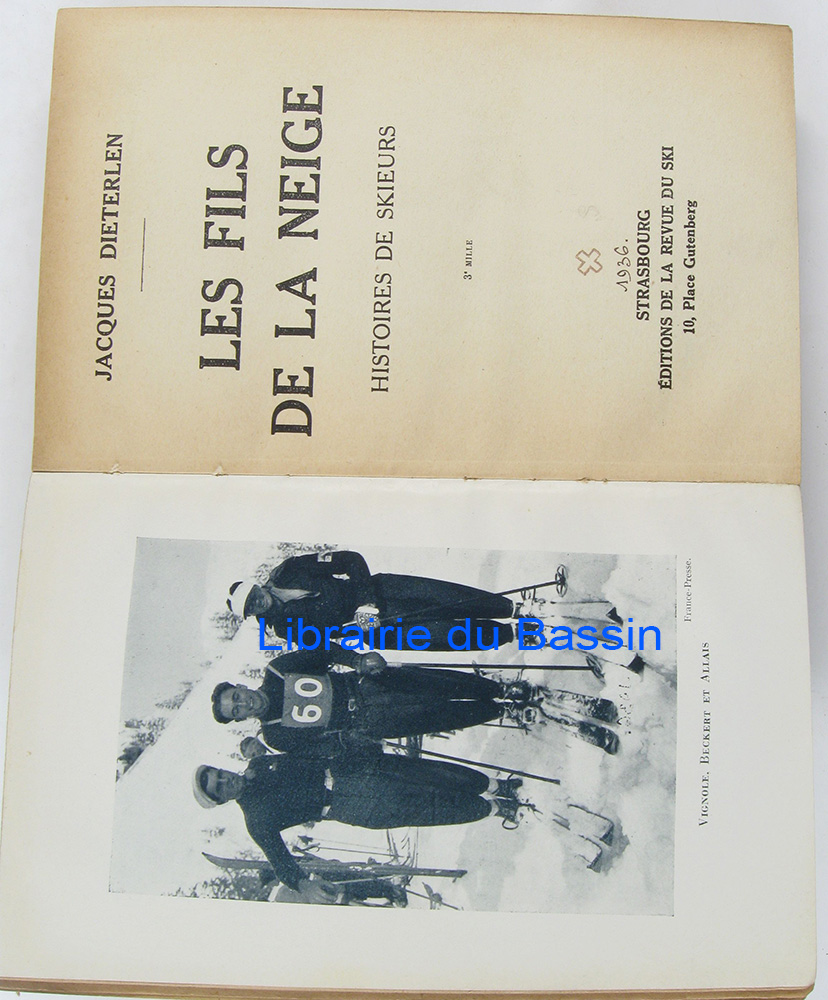 France-Presse.
VIGNOLE, BECKERT ET ALLAIS
60
JACQUES DIETERLEN
LES FILS
DE LA NEIGE
HISTOIRES DE SKIEURS
3e MILLE
1936.
STRASBOURG
ÉDITIONS DE LA REVUE DU SKI
10, Place Gutenberg
Librairie du Bassin